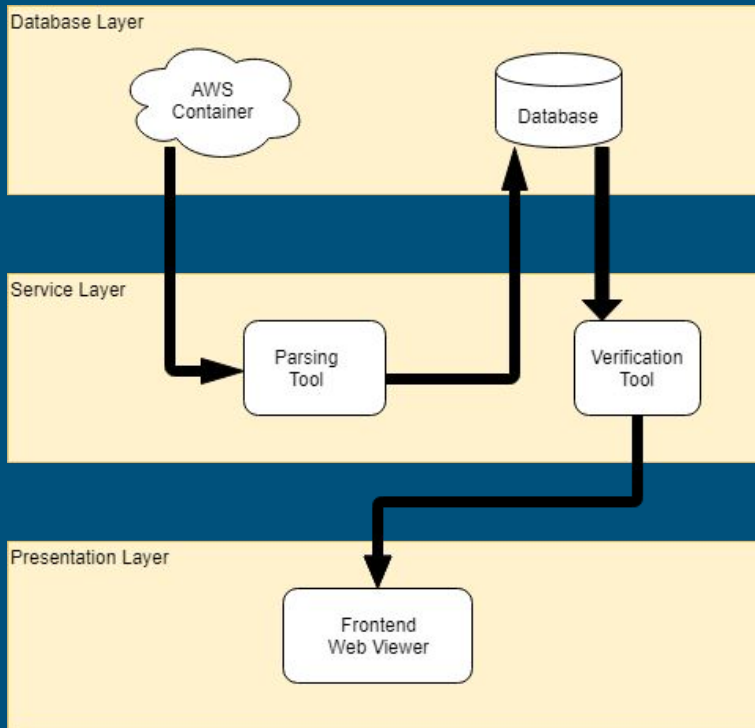 Database Layer
AWS
Container
Database
Service Layer
Parsing
Tool
Verification
Tool
Presentation Layer
Frontend
Web Viewer